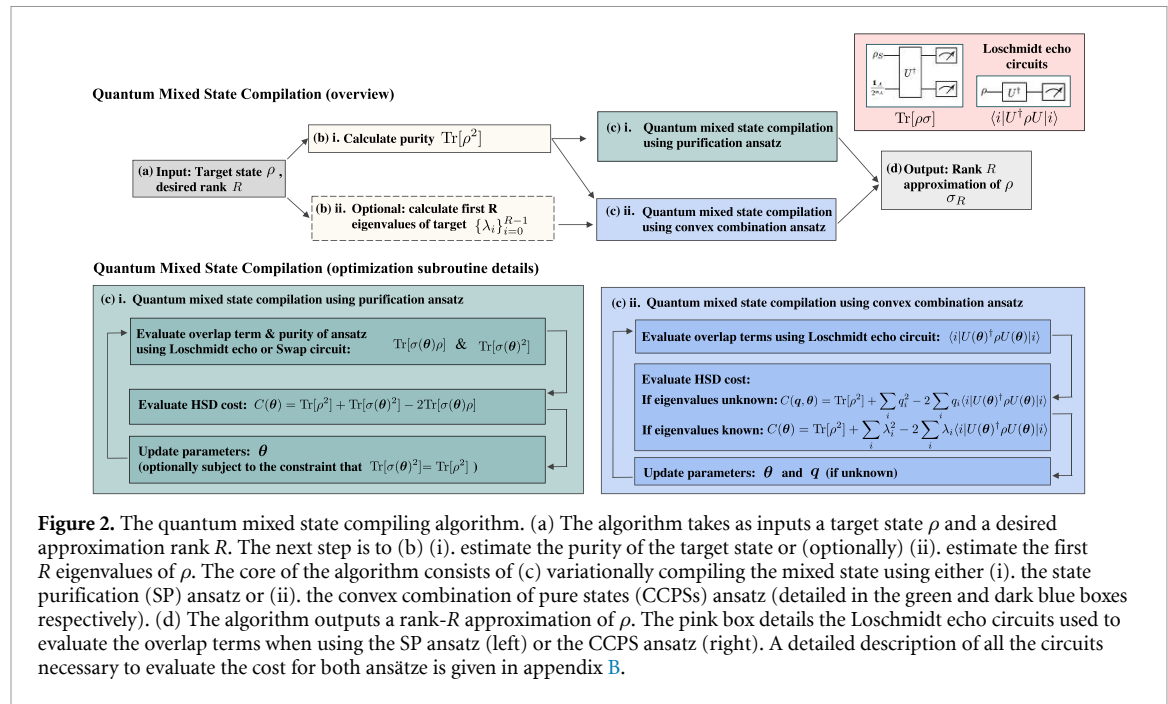 Loschmidt echo
circuits
ρ_S
U†
𝟏_A/2^{n_A}
Tr[ρσ]
ρ
U†
⟨i|U†ρU|i⟩
Quantum Mixed State Compilation (overview)
(a) Input: Target state ρ ,
desired rank R
(b) i. Calculate purity Tr[ρ²]
(b) ii. Optional: calculate first R
eigenvalues of target {λ_i}_{i=0}^{R−1}
(c) i. Quantum mixed state compilation
using purification ansatz
(c) ii. Quantum mixed state compilation
using convex combination ansatz
(d) Output: Rank R
approximation of ρ
σ_R
Quantum Mixed State Compilation (optimization subroutine details)
(c) i. Quantum mixed state compilation using purification ansatz
Evaluate overlap term & purity of ansatz
using Loschmidt echo or Swap circuit: Tr[σ(θ)ρ] & Tr[σ(θ)²]
Evaluate HSD cost: C(θ) = Tr[ρ²] + Tr[σ(θ)²] − 2Tr[σ(θ)ρ]
Update parameters: θ
(optionally subject to the constraint that Tr[σ(θ)²]= Tr[ρ²] )
(c) ii. Quantum mixed state compilation using convex combination ansatz
Evaluate overlap terms using Loschmidt echo circuit: ⟨i|U(θ)†ρU(θ)|i⟩
Evaluate HSD cost:
If eigenvalues unknown: C(q, θ) = Tr[ρ²] + ∑_i q_i² − 2 ∑_i q_i⟨i|U(θ)†ρU(θ)|i⟩
If eigenvalues known: C(θ) = Tr[ρ²] + ∑_i λ_i² − 2 ∑_i λ_i⟨i|U(θ)†ρU(θ)|i⟩
Update parameters: θ and q (if unknown)
Figure 2. The quantum mixed state compiling algorithm. (a) The algorithm takes as inputs a target state ρ and a desired
approximation rank R. The next step is to (b) (i). estimate the purity of the target state or (optionally) (ii). estimate the first
R eigenvalues of ρ. The core of the algorithm consists of (c) variationally compiling the mixed state using either (i). the state
purification (SP) ansatz or (ii). the convex combination of pure states (CCPSs) ansatz (detailed in the green and dark blue boxes
respectively). (d) The algorithm outputs a rank-R approximation of ρ. The pink box details the Loschmidt echo circuits used to
evaluate the overlap terms when using the SP ansatz (left) or the CCPS ansatz (right). A detailed description of all the circuits
necessary to evaluate the cost for both ansätze is given in appendix B.